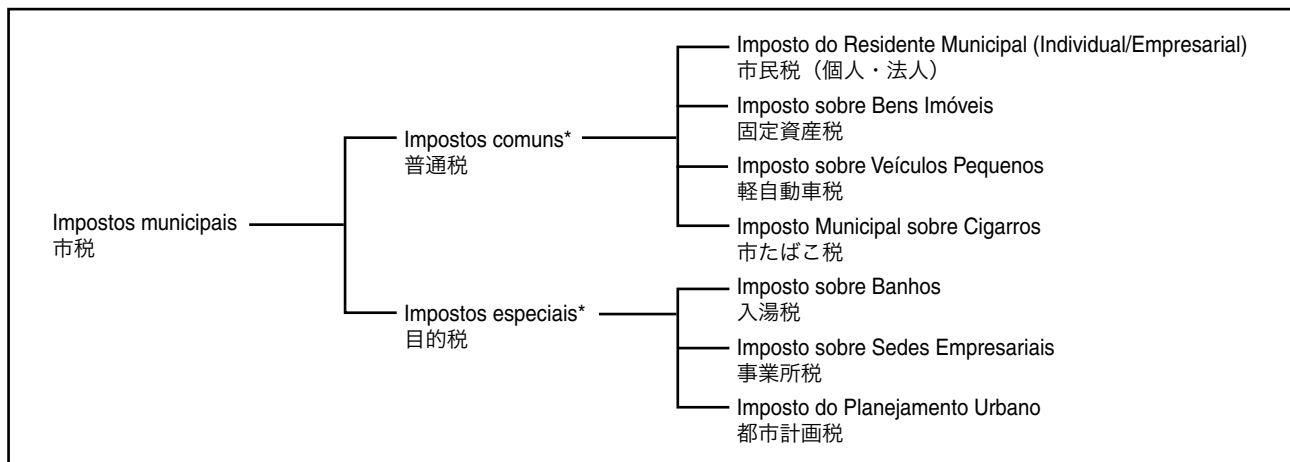 Impostos municipais
市税
Impostos comuns*
普通税
Imposto do Residente Municipal (Individual/Empresarial)
市民税（個人・法人）
Imposto sobre Bens Imóveis
固定資産税
Imposto sobre Veículos Pequenos
軽自動車税
Imposto Municipal sobre Cigarros
市たばこ税
Impostos especiais*
目的税
Imposto sobre Banhos
入湯税
Imposto sobre Sedes Empresariais
事業所税
Imposto do Planejamento Urbano
都市計画税